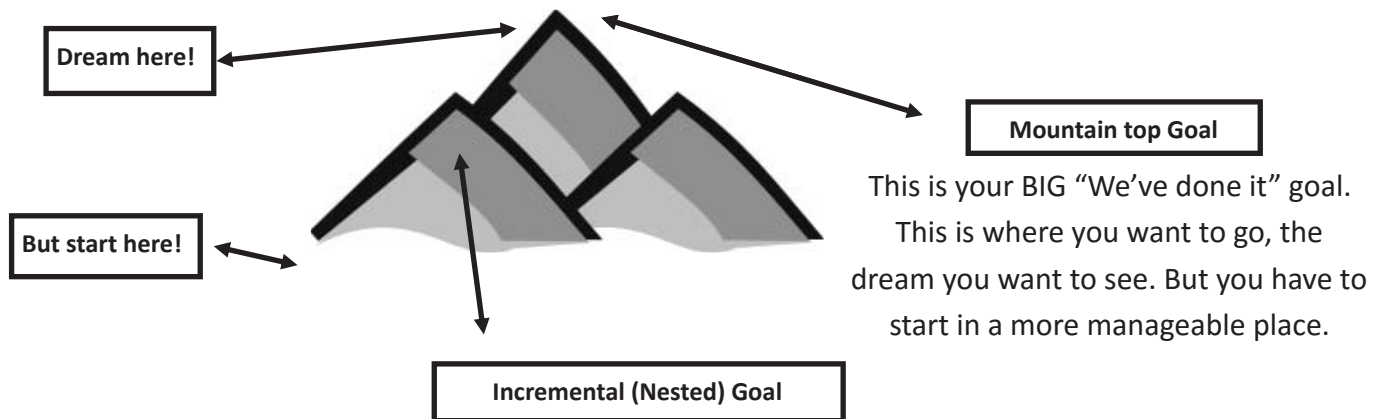 Dream here!
Mountain top Goal
This is your BIG “We’ve done it” goal.
This is where you want to go, the
dream you want to see. But you have to
start in a more manageable place.
But start here!
Incremental (Nested) Goal